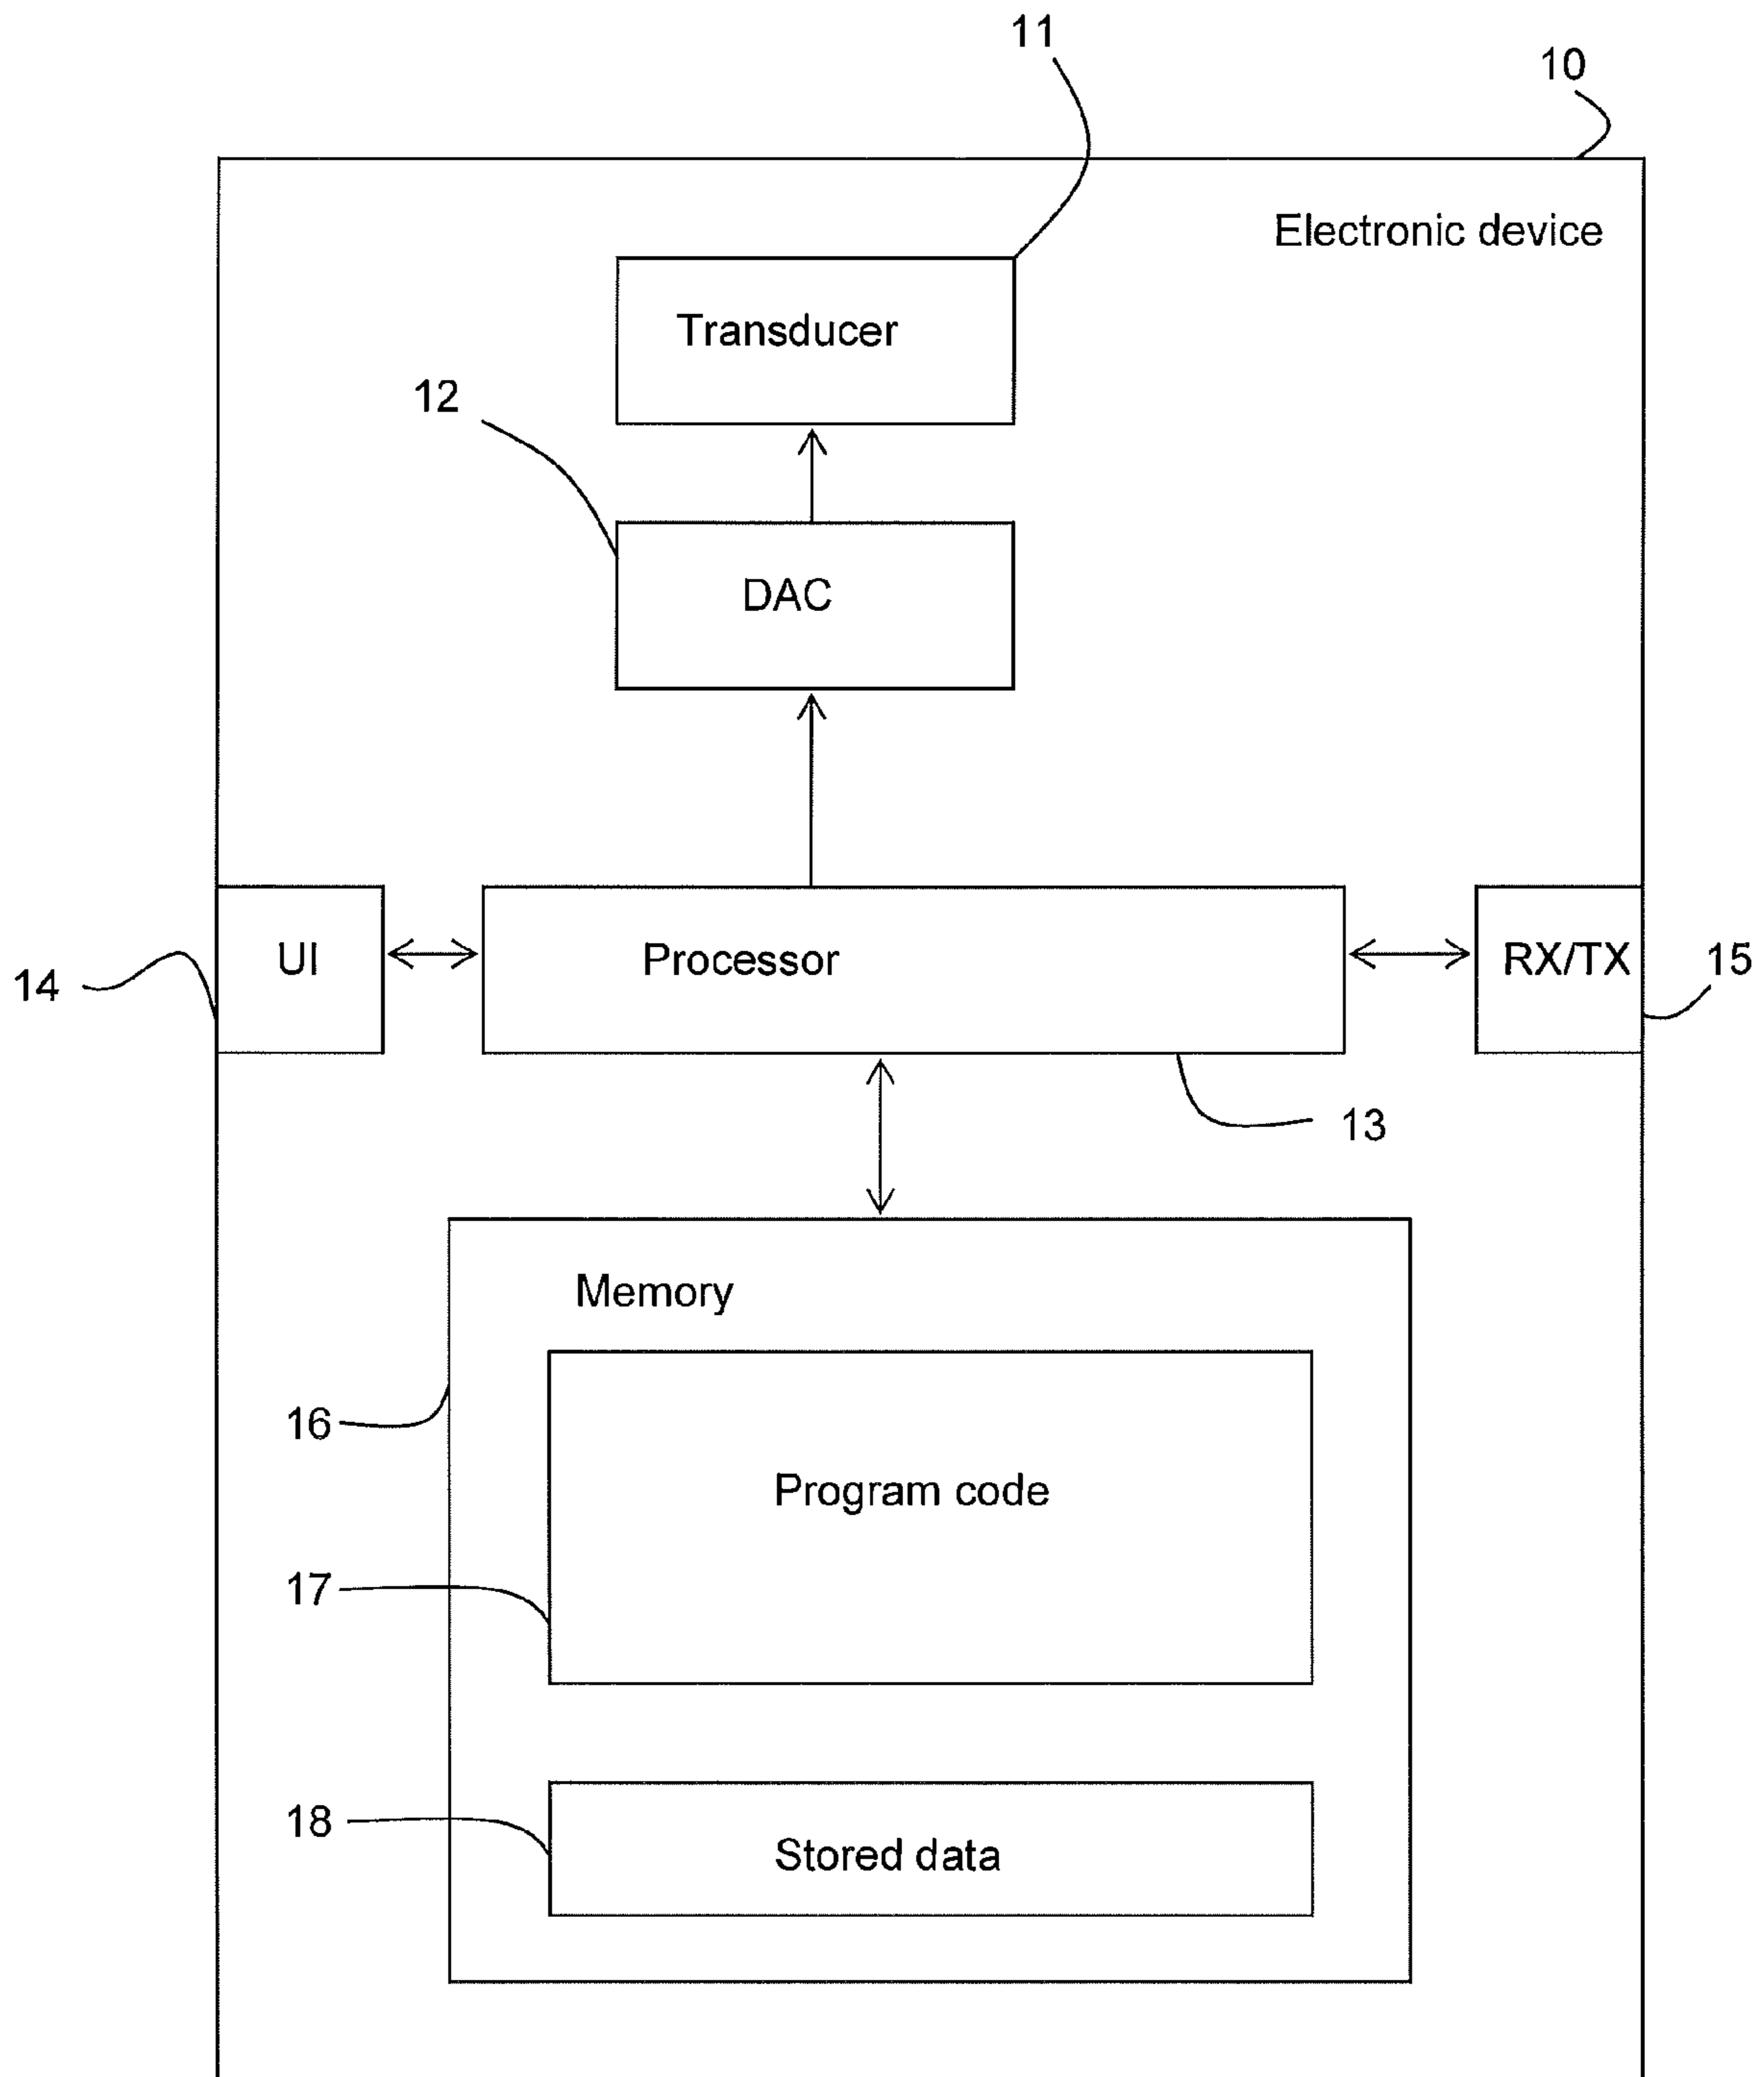 11
10
Electronic device
Transducer
12
DAC
UI
Processor
RX/TX
14
15
13
Memory
16
Program code
17
18
Stored data